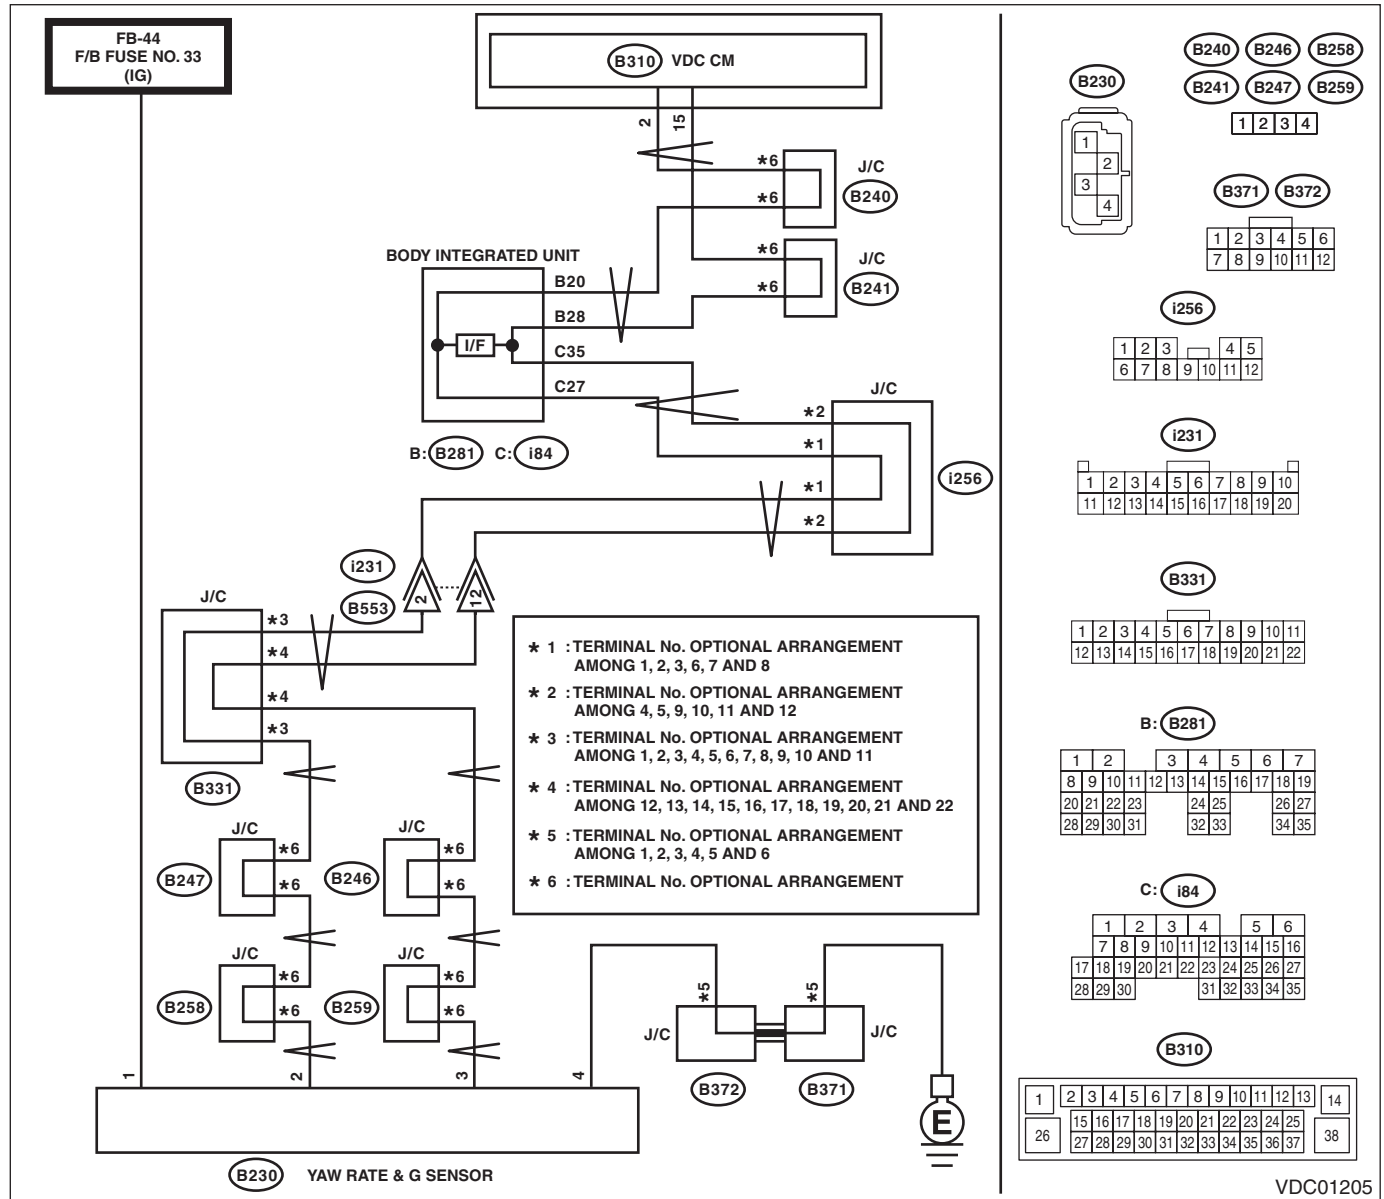 FB-44
F/B FUSE NO. 33
(IG)
B310 VDC CM
2
15
*6
J/C
*6
B240
*6
J/C
*6
B241
BODY INTEGRATED UNIT
B20
B28
I/F
C35
C27
B: B281 C: i84
J/C
*2
*1
*1
*2
i256
i231
B553
2
12
J/C
*3
*4
*4
*3
B331
* 1 : TERMINAL No. OPTIONAL ARRANGEMENT
AMONG 1, 2, 3, 6, 7 AND 8
* 2 : TERMINAL No. OPTIONAL ARRANGEMENT
AMONG 4, 5, 9, 10, 11 AND 12
* 3 : TERMINAL No. OPTIONAL ARRANGEMENT
AMONG 1, 2, 3, 4, 5, 6, 7, 8, 9, 10 AND 11
* 4 : TERMINAL No. OPTIONAL ARRANGEMENT
AMONG 12, 13, 14, 15, 16, 17, 18, 19, 20, 21 AND 22
* 5 : TERMINAL No. OPTIONAL ARRANGEMENT
AMONG 1, 2, 3, 4, 5 AND 6
* 6 : TERMINAL No. OPTIONAL ARRANGEMENT
J/C
*6
B247
*6
J/C
*6
B246
*6
J/C
*6
B258
*6
J/C
*6
B259
*6
*5
*5
J/C
J/C
B372
B371
1
2
3
4
E
B230 YAW RATE & G SENSOR
B230
1
2
3
4
B240 B246 B258
B241 B247 B259
1 2 3 4
B371 B372
1 2 3 4 5 6
7 8 9 10 11 12
i256
1 2 3 4 5
6 7 8 9 10 11 12
i231
1 2 3 4 5 6 7 8 9 10
11 12 13 14 15 16 17 18 19 20
B331
1 2 3 4 5 6 7 8 9 10 11
12 13 14 15 16 17 18 19 20 21 22
B: B281
1 2 3 4 5 6 7
8 9 10 11 12 13 14 15 16 17 18 19
20 21 22 23 24 25 26 27
28 29 30 31 32 33 34 35
C: i84
1 2 3 4 5 6
7 8 9 10 11 12 13 14 15 16
17 18 19 20 21 22 23 24 25 26 27
28 29 30 31 32 33 34 35
B310
1 2 3 4 5 6 7 8 9 10 11 12 13 14
15 16 17 18 19 20 21 22 23 24 25
26 27 28 29 30 31 32 33 34 35 36 37 38
VDC01205